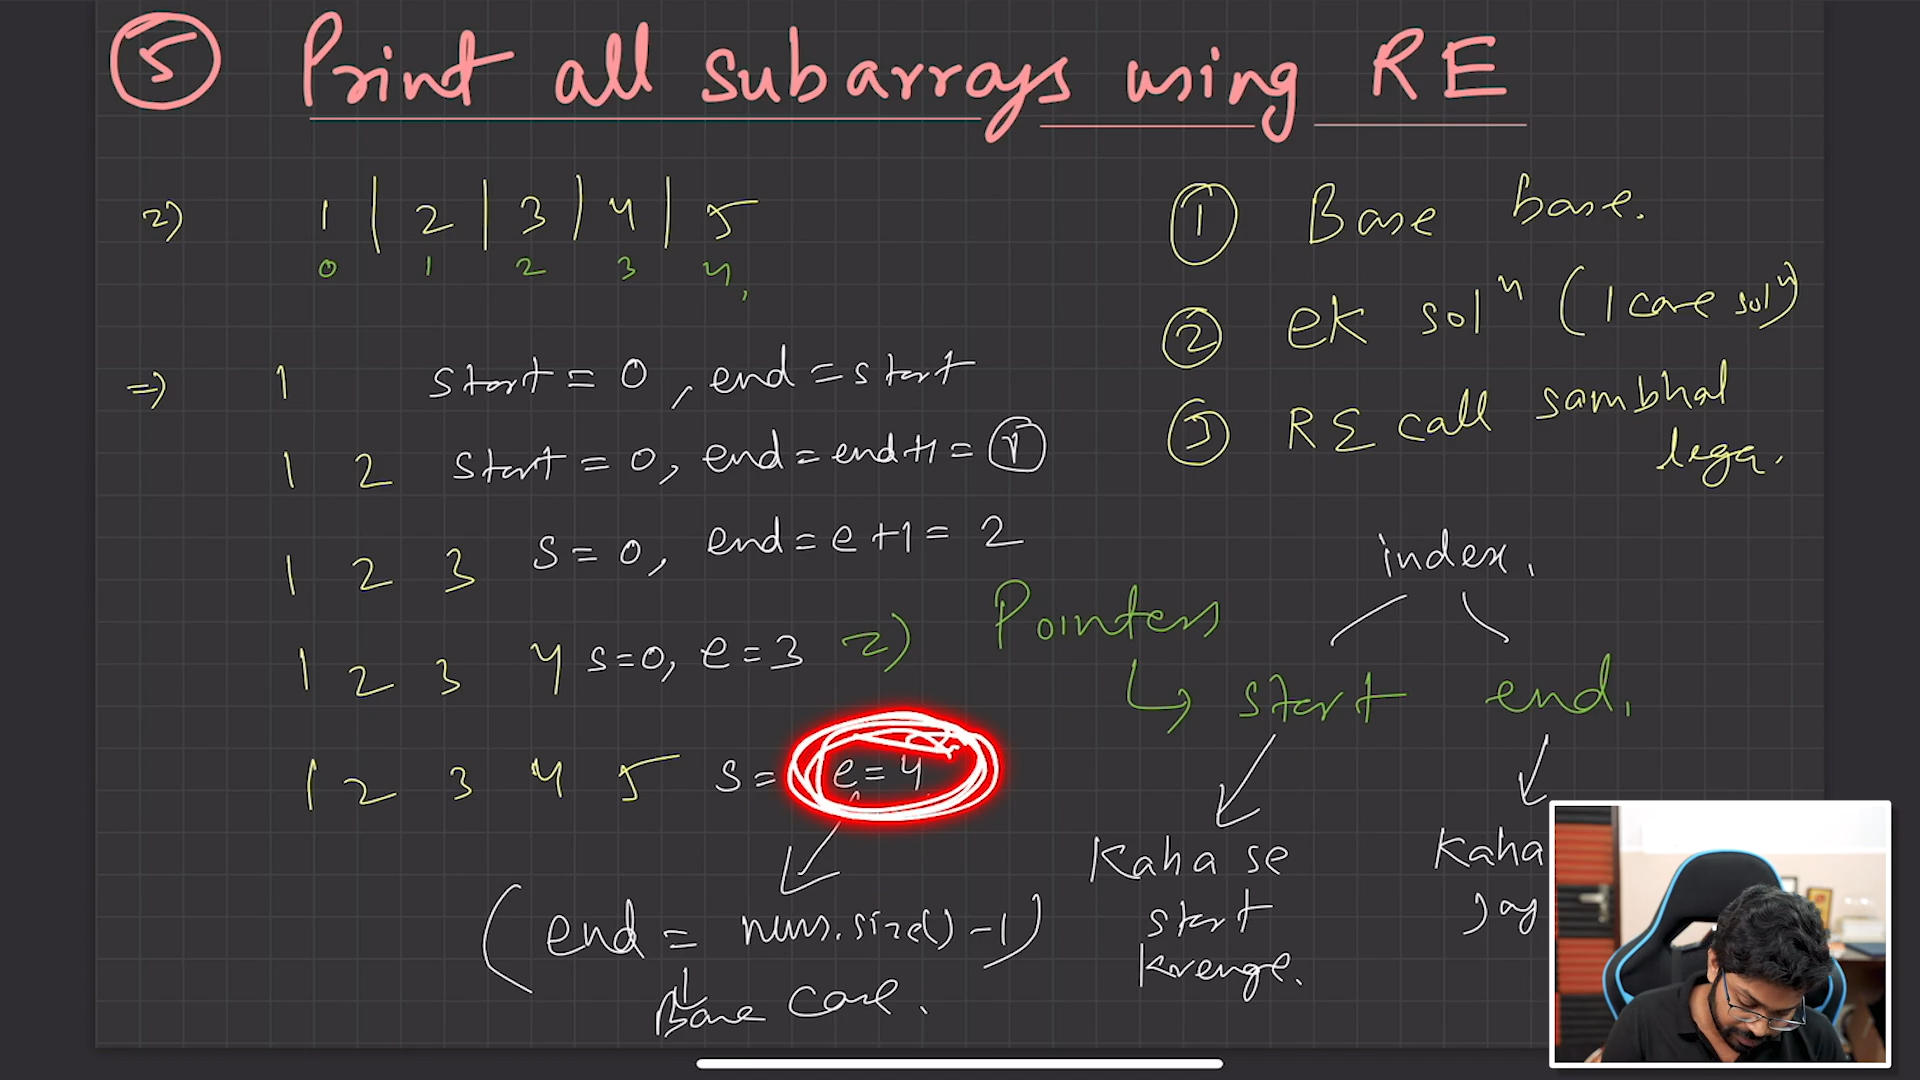 5 Print all subarrays using RE
2) 1 | 2 | 3 | 4 | 5
0 1 2 3 4,
=) 1 start = 0, end = start
1 2 start = 0, end = end+1 = 1
1 2 3 s = 0, end = e+1 = 2
1 2 3 4 s=0, e=3
1 2 3 4 5 s = e=4
(end = nums.size() -1)
Base Case.
1 Base base.
2 ek solⁿ (1 case solⁿ)
3 RE call sambhal
lega.
index.
2) Pointers
↳ start end.
Kaha se
start
krenge.
Kaha